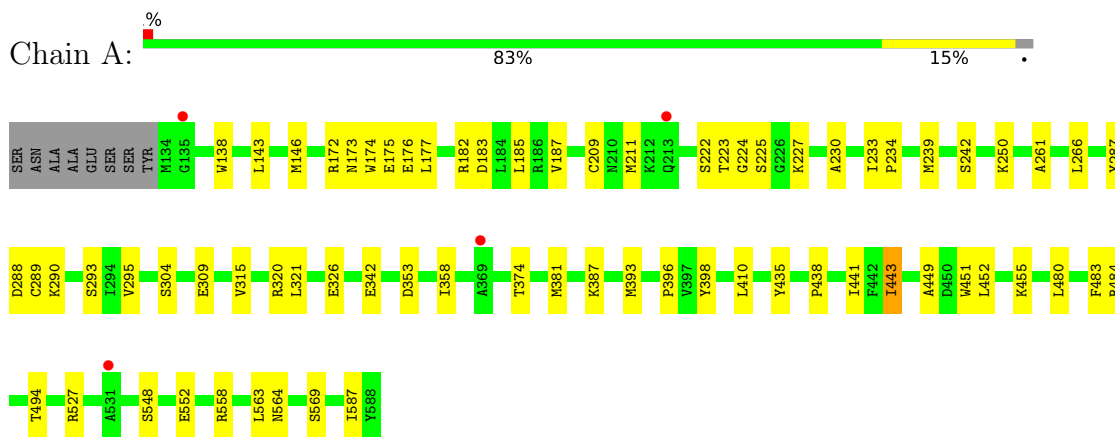 .%
Chain A:
83%
15%
.
SER ASN ALA ALA GLU SER SER TYR M134 G135 W138 L143 M146 R172 N173 W174 E175 E176 L177 R182 D183 L184 L185 R186 V187 C209 N210 M211 K212 Q213 S222 T223 G224 S225 G226 K227 A230 I233 P234 M239 S242 K250 A261 L266
D288 C289 K290 S293 I294 V295 S304 E309 V315 R320 L321 E326 E342 D353 I358 A369 T374 M381 K387 M393 P396 V397 Y398 L410 Y435 P438 I441 F442 I443 A449 D450 W451 L452 K455 L480 F483
T494 R527 A531 S548 E552 R558 L563 N564 S569 I587 Y588